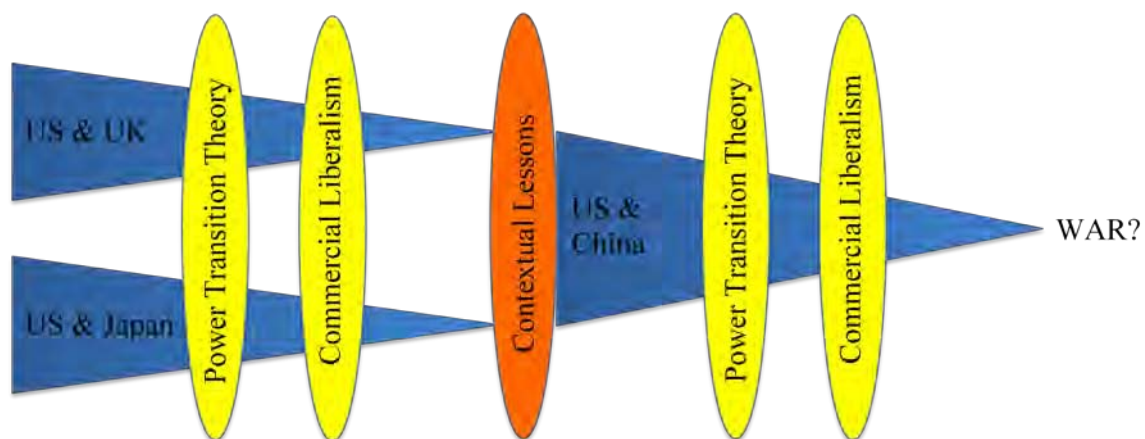 US & UK
US & Japan
Power Transition Theory
Commercial Liberalism
Contextual Lessons
US &
China
Power Transition Theory
Commercial Liberalism
WAR?